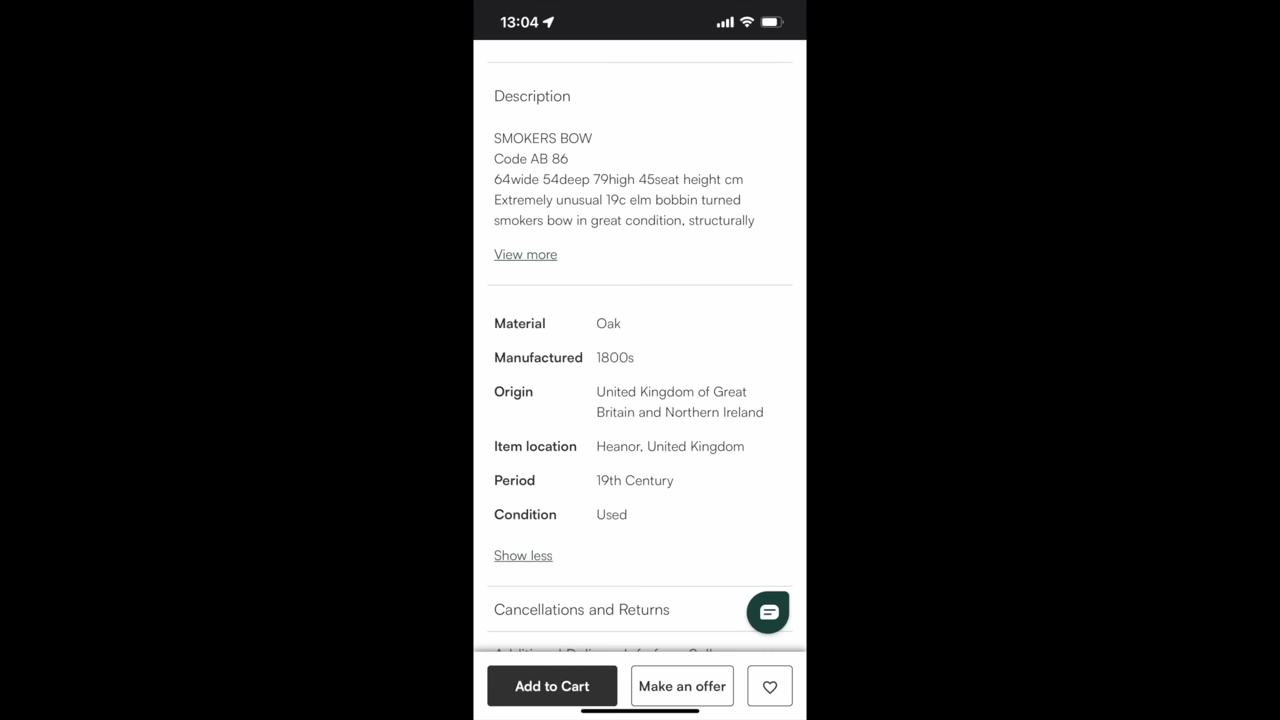 13:04
Description
SMOKERS BOW
Code AB 86
64wide 54deep 79high 45seat height cm
Extremely unusual 19c elm bobbin turned
smokers bow in great condition, structurally
View more
Material Oak
Manufactured 1800s
Origin United Kingdom of Great
Britain and Northern Ireland
Item location Heanor, United Kingdom
Period 19th Century
Condition Used
Show less
Cancellations and Returns
Add to Cart Make an offer